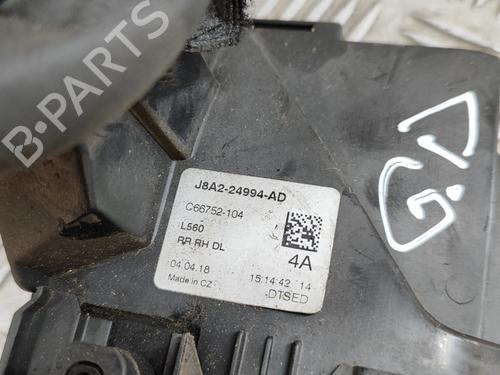 B-PARTS
J8A2-24994-AD
C66752-104
L560
RR RH DL
4A
04.04.18
15:14:42 14
Made in CZ
DTSED